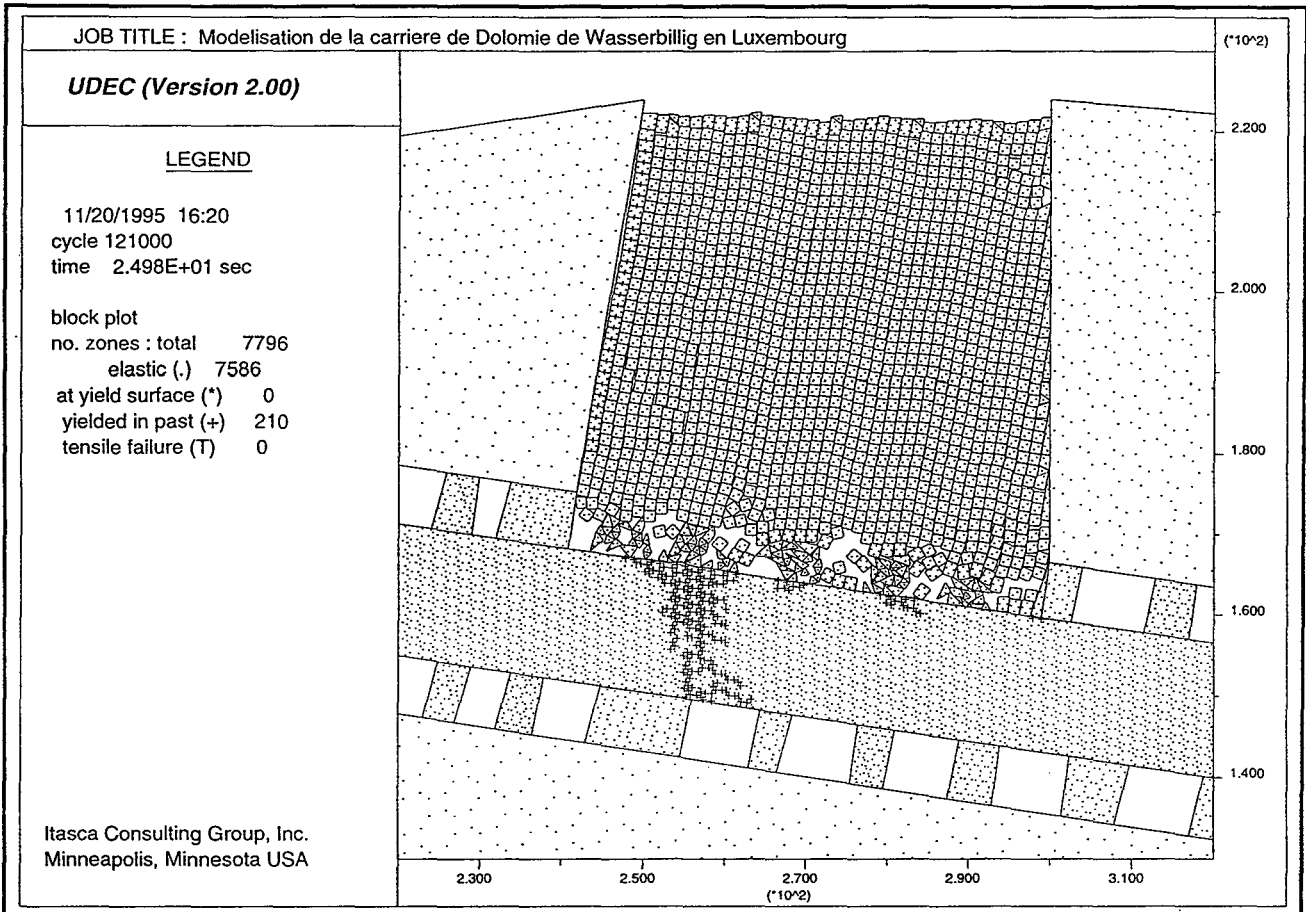 JOB TITLE : Modelisation de la carriere de Dolomie de Wasserbillig en Luxembourg
(*10^2)
UDEC (Version 2.00)
LEGEND
11/20/1995 16:20
cycle 121000
time 2.498E+01 sec
block plot
no. zones : total 7796
elastic (.) 7586
at yield surface (*) 0
yielded in past (+) 210
tensile failure (T) 0
Itasca Consulting Group, Inc.
Minneapolis, Minnesota USA
2.200
2.000
1.800
1.600
1.400
2.300 2.500 2.700 2.900 3.100
(*10^2)